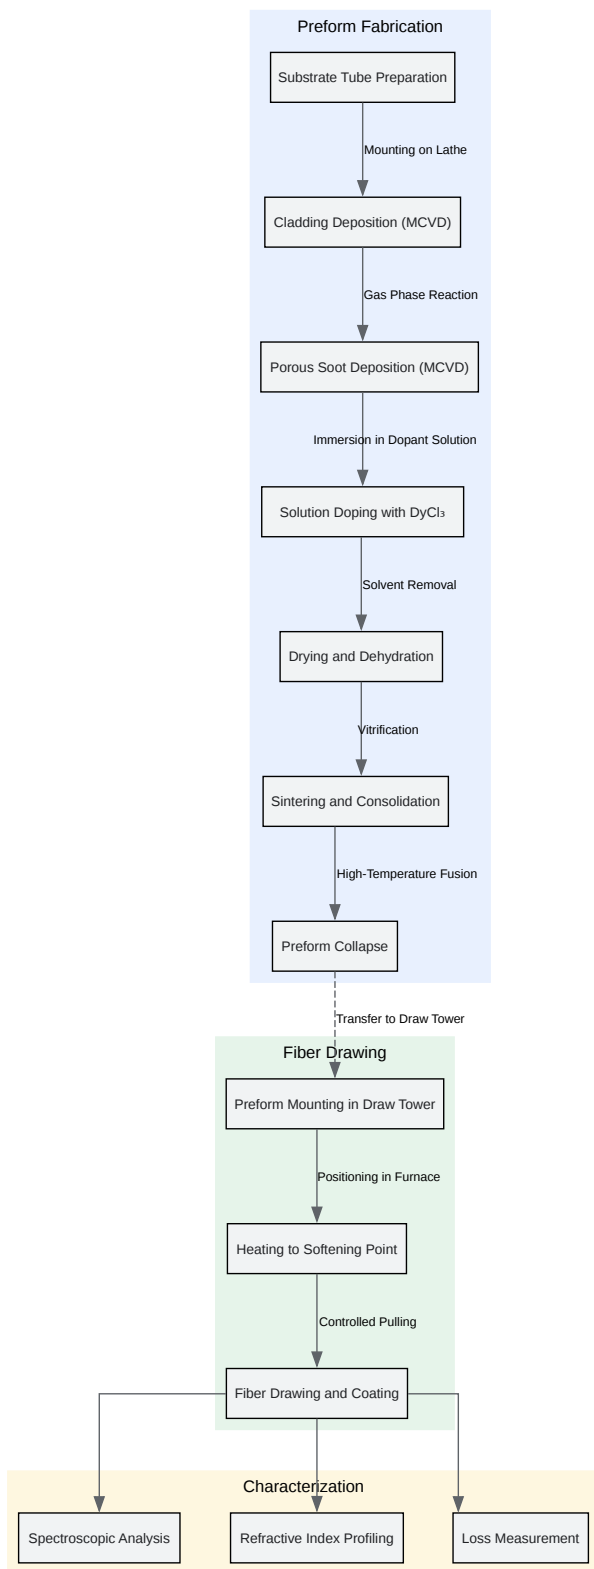 Preform Fabrication
Substrate Tube Preparation
Mounting on Lathe
Cladding Deposition (MCVD)
Gas Phase Reaction
Porous Soot Deposition (MCVD)
Immersion in Dopant Solution
Solution Doping with DyCl₃
Solvent Removal
Drying and Dehydration
Vitrification
Sintering and Consolidation
High-Temperature Fusion
Preform Collapse
Transfer to Draw Tower
Fiber Drawing
Preform Mounting in Draw Tower
Positioning in Furnace
Heating to Softening Point
Controlled Pulling
Fiber Drawing and Coating
Characterization
Spectroscopic Analysis
Refractive Index Profiling
Loss Measurement